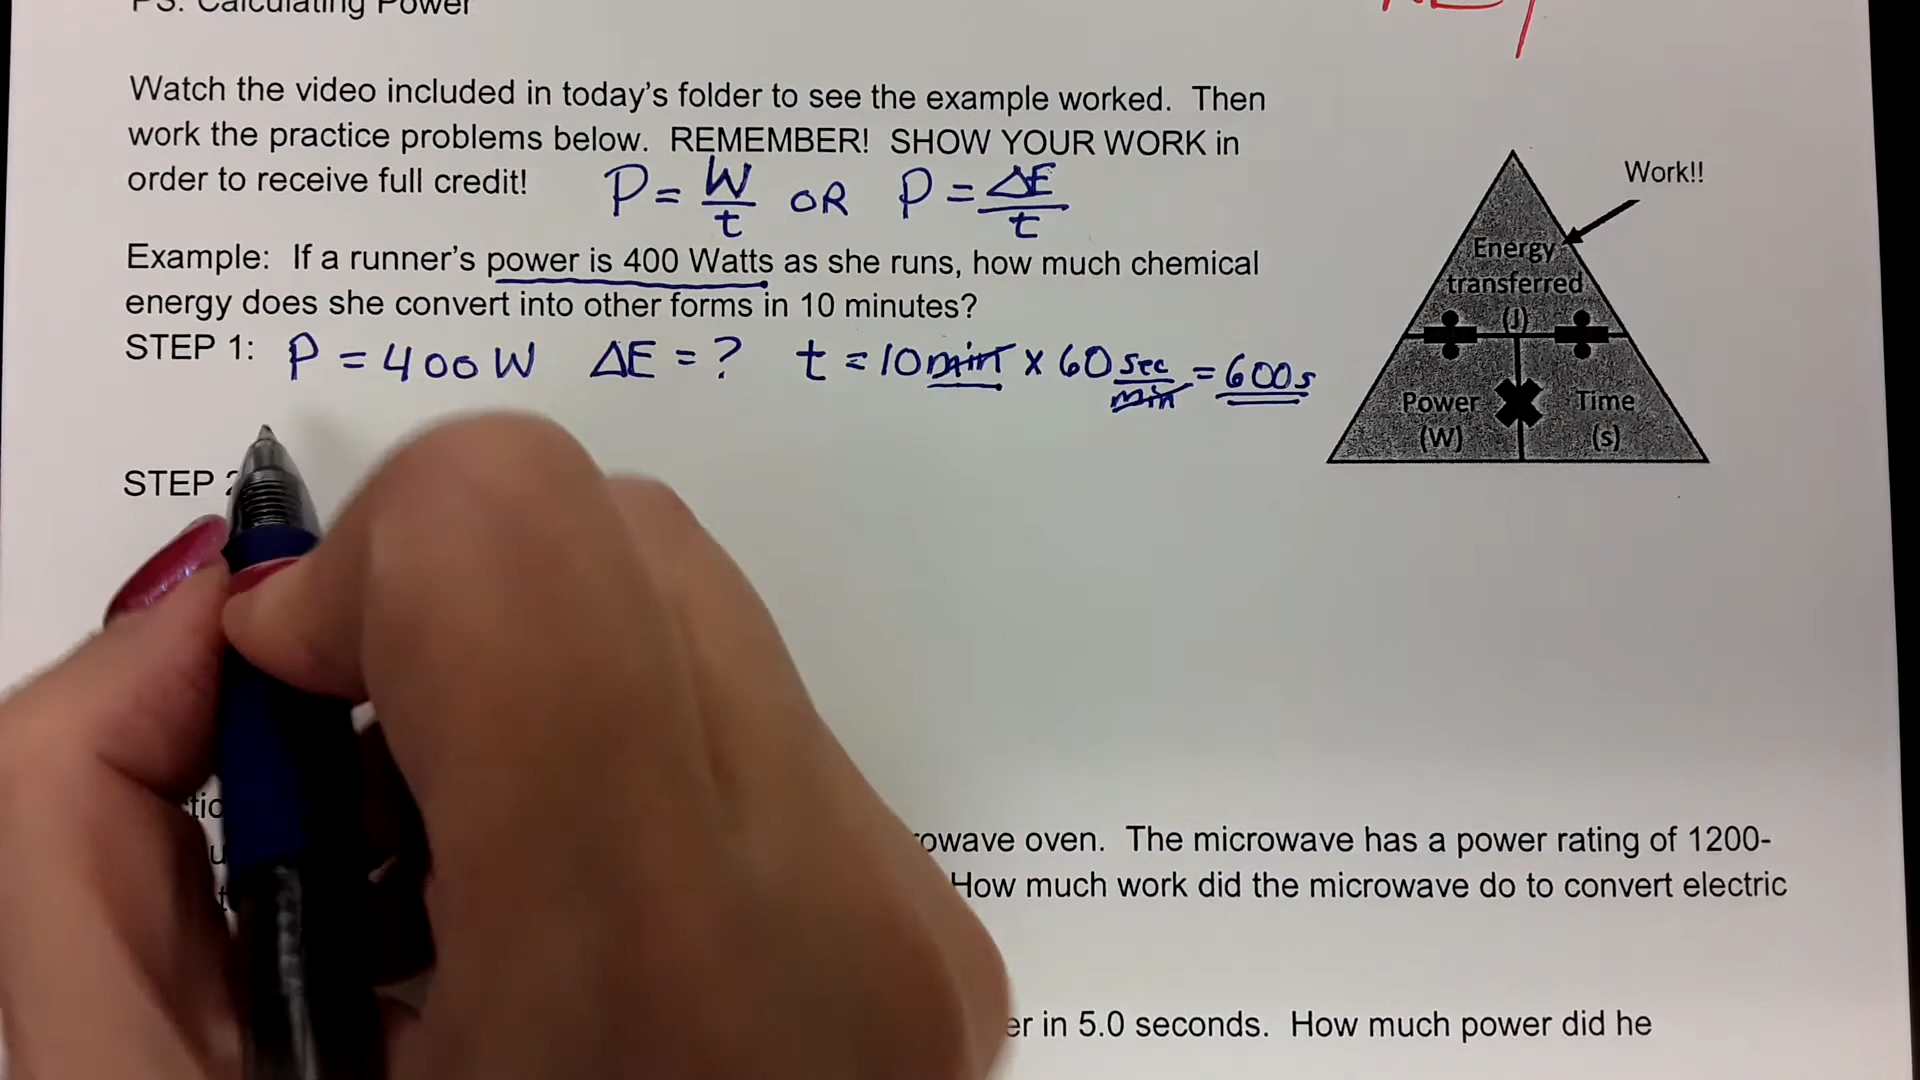 PS: Calculating Power
KEY
Watch the video included in today's folder to see the example worked. Then
work the practice problems below. REMEMBER! SHOW YOUR WORK in
order to receive full credit!
P = W/t OR P = ΔE/t
Example: If a runner's power is 400 Watts as she runs, how much chemical
energy does she convert into other forms in 10 minutes?
STEP 1: P = 400 W ΔE = ? t = 10 min x 60 sec/min = 600 s
STEP
Work!!
Energy
transferred
(J)
Power
(W)
Time
(s)
owave oven. The microwave has a power rating of 1200-
How much work did the microwave do to convert electric
er in 5.0 seconds. How much power did he